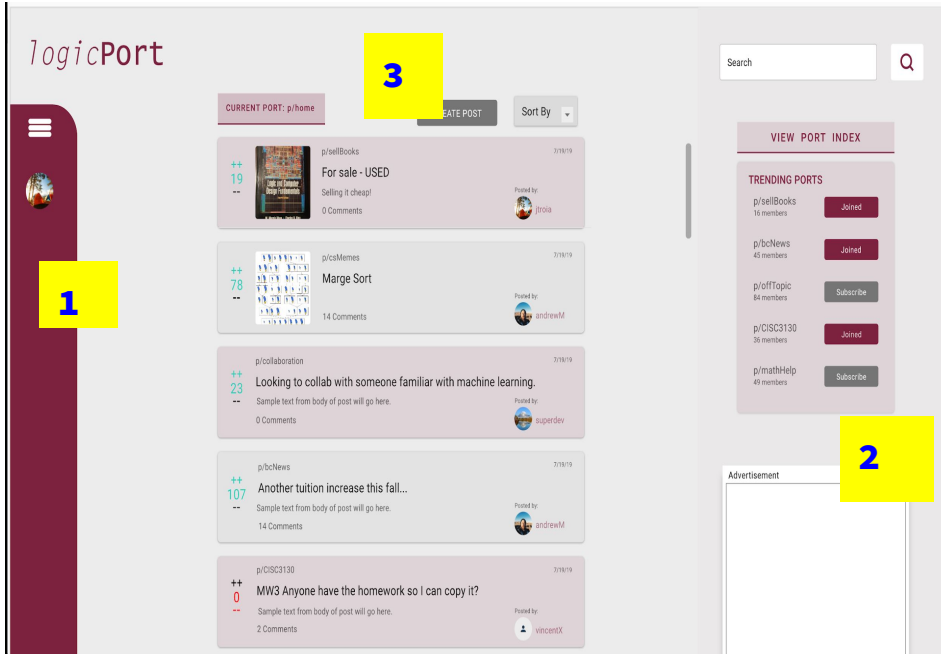 logicPort
3
Search
CURRENT PORT: p/home
EATE POST
Sort By
p/sellBooks
7/19/19
++
19
--
Logic and Computer
Design Fundamentals
For sale - USED
Selling it cheap!
0 Comments
Posted by:
jtroia
VIEW PORT INDEX
TRENDING PORTS
p/sellBooks
16 members
Joined
p/bcNews
45 members
Joined
p/offTopic
84 members
Subscribe
p/CISC3130
36 members
Joined
p/mathHelp
49 members
Subscribe
1
p/csMemes
7/19/19
++
78
--
Marge Sort
14 Comments
Posted by:
andrewM
p/collaboration
7/19/19
++
23
--
Looking to collab with someone familiar with machine learning.
Sample text from body of post will go here.
0 Comments
Posted by:
superdev
2
Advertisement
p/bcNews
7/19/19
++
107
--
Another tuition increase this fall...
Sample text from body of post will go here.
14 Comments
Posted by:
andrewM
p/CISC3130
7/19/19
++
0
--
MW3 Anyone have the homework so I can copy it?
Sample text from body of post will go here.
2 Comments
Posted by:
vincentX